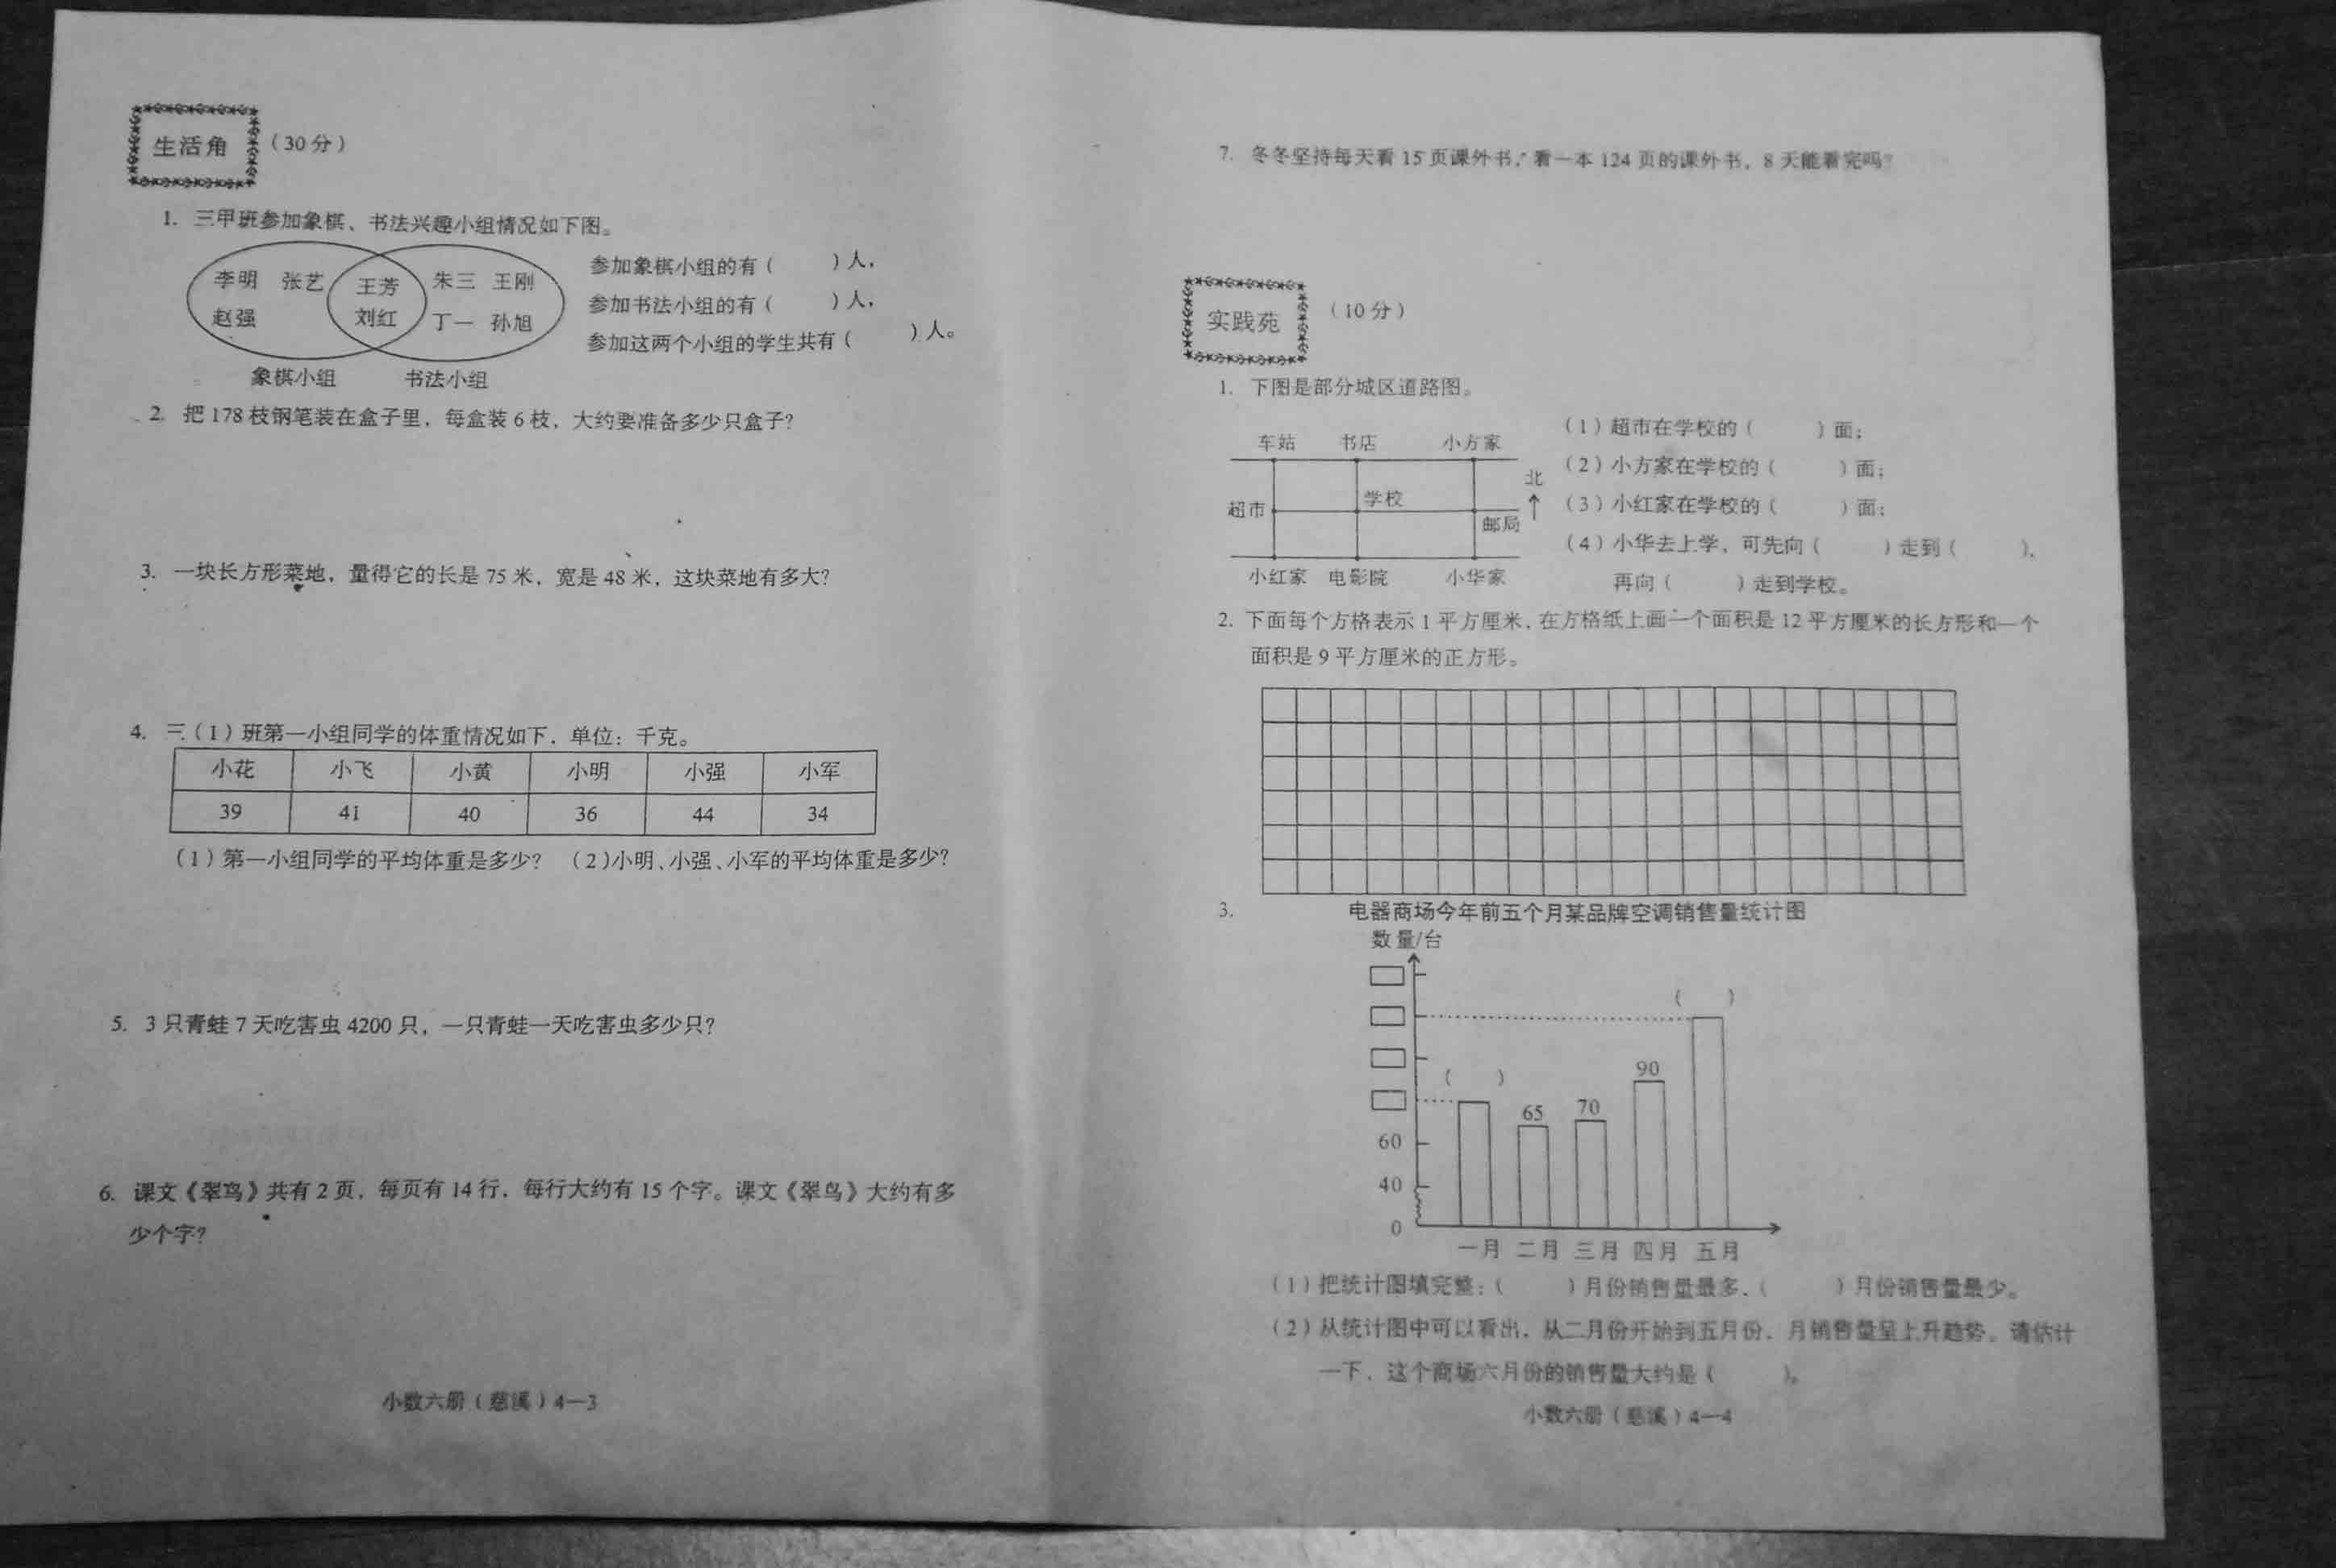 生活角 （30分）
1. 三甲班参加象棋、书法兴趣小组情况如下图。
李明 张艺 王芳 朱三 王刚
赵强 刘红 丁一 孙旭
象棋小组 书法小组
参加象棋小组的有（ ）人，
参加书法小组的有（ ）人，
参加这两个小组的学生共有（ ）人。
2. 把178枝钢笔装在盒子里，每盒装6枝，大约要准备多少只盒子？
3. 一块长方形菜地，量得它的长是75米，宽是48米，这块菜地有多大？
4. 三（1）班第一小组同学的体重情况如下，单位：千克。
小花 小飞 小黄 小明 小强 小军
39 41 40 36 44 34
（1）第一小组同学的平均体重是多少？ （2）小明、小强、小军的平均体重是多少？
5. 3只青蛙7天吃害虫4200只，一只青蛙一天吃害虫多少只？
6. 课文《翠鸟》共有2页，每页有14行，每行大约有15个字。课文《翠鸟》大约有多
少个字？
小数六册（慈溪）4—3
7. 冬冬坚持每天看15页课外书，看一本124页的课外书，8天能看完吗？
实践苑 （10分）
1. 下图是部分城区道路图。
车站 书店 小方家
北
超市 学校
邮局
小红家 电影院 小华家
（1）超市在学校的（ ）面；
（2）小方家在学校的（ ）面；
（3）小红家在学校的（ ）面；
（4）小华去上学，可先向（ ）走到（ ），
再向（ ）走到学校。
2. 下面每个方格表示1平方厘米，在方格纸上画一个面积是12平方厘米的长方形和一个
面积是9平方厘米的正方形。
3. 电器商场今年前五个月某品牌空调销售量统计图
数量/台
（ ）
90
（ ）
65 70
60
40
0
一月 二月 三月 四月 五月
（1）把统计图填完整：（ ）月份销售量最多，（ ）月份销售量最少。
（2）从统计图中可以看出，从二月份开始到五月份，月销售量呈上升趋势。请估计
一下，这个商场六月份的销售量大约是（ ）。
小数六册（慈溪）4—4